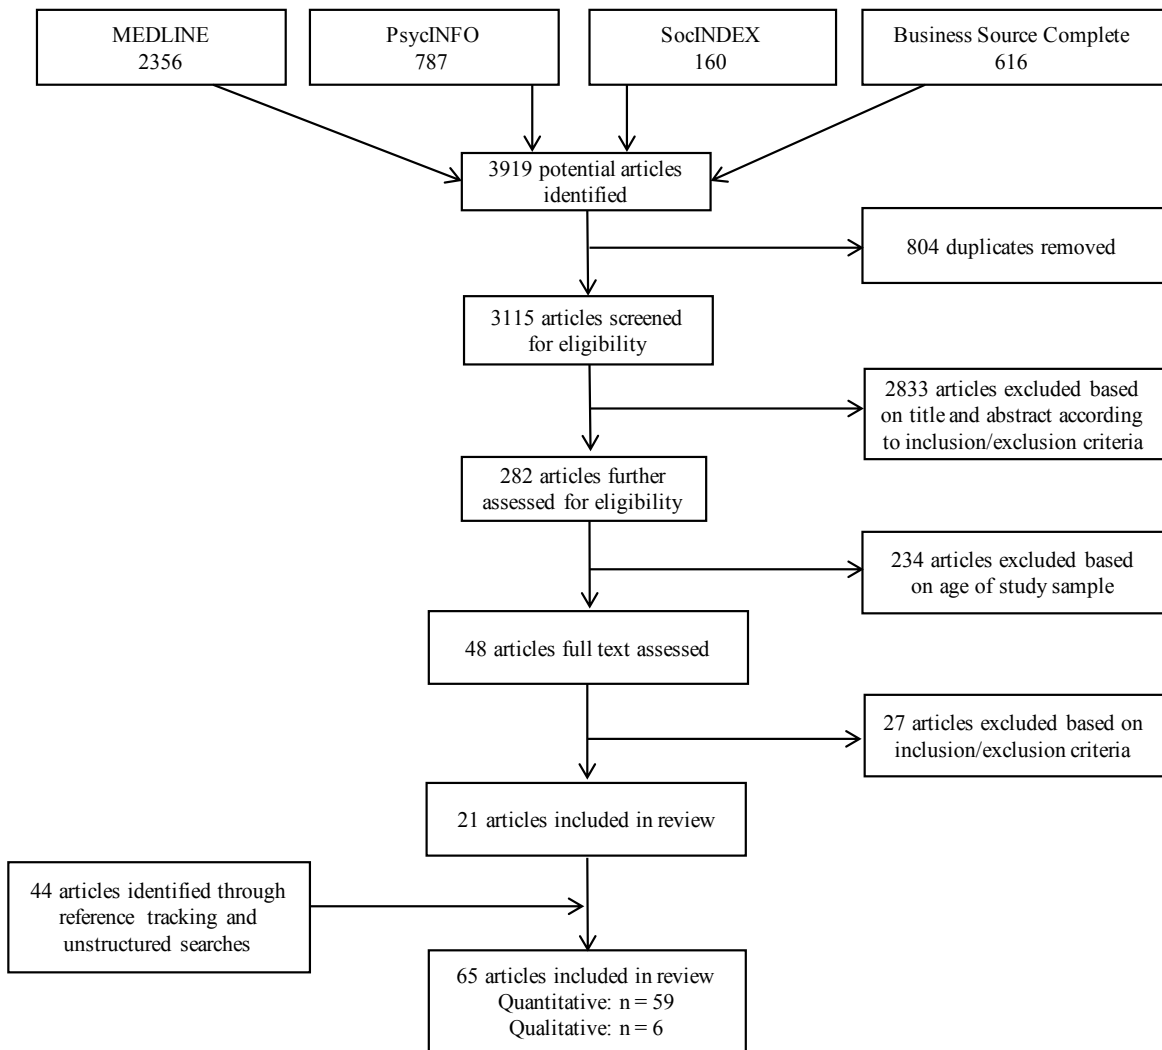 MEDLINE
2356
PsycINFO
787
SocINDEX
160
Business Source Complete
616
3919 potential articles
identified
804 duplicates removed
3115 articles screened
for eligibility
2833 articles excluded based
on title and abstract according
to inclusion/exclusion criteria
282 articles further
assessed for eligibility
234 articles excluded based
on age of study sample
48 articles full text assessed
27 articles excluded based on
inclusion/exclusion criteria
21 articles included in review
44 articles identified through
reference tracking and
unstructured searches
65 articles included in review
Quantitative: n = 59
Qualitative: n = 6